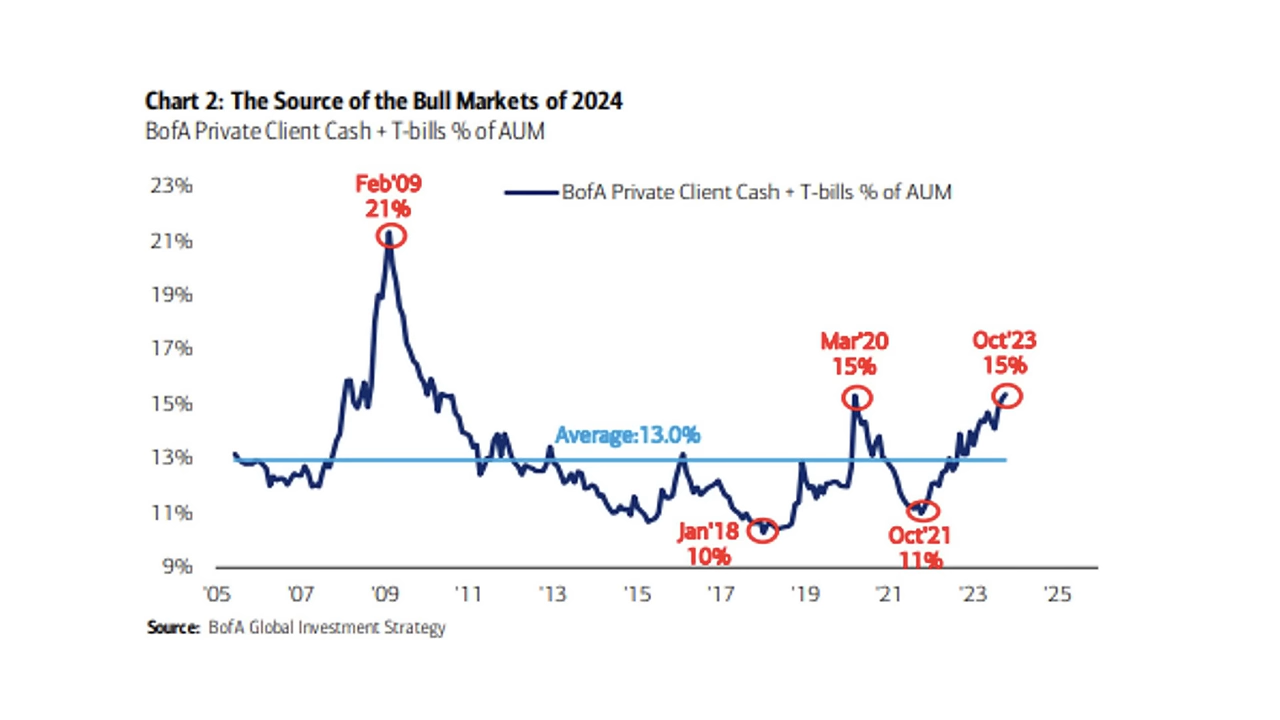 Chart 2: The Source of the Bull Markets of 2024
BofA Private Client Cash + T-bills % of AUM
23%
21%
19%
17%
15%
13%
11%
9%
BofA Private Client Cash + T-bills % of AUM
Feb'09
21%
Average:13.0%
Jan'18
10%
Mar'20
15%
Oct'21
11%
Oct'23
15%
'05 '07 '09 '11 '13 '15 '17 '19 '21 '23 '25
Source: BofA Global Investment Strategy